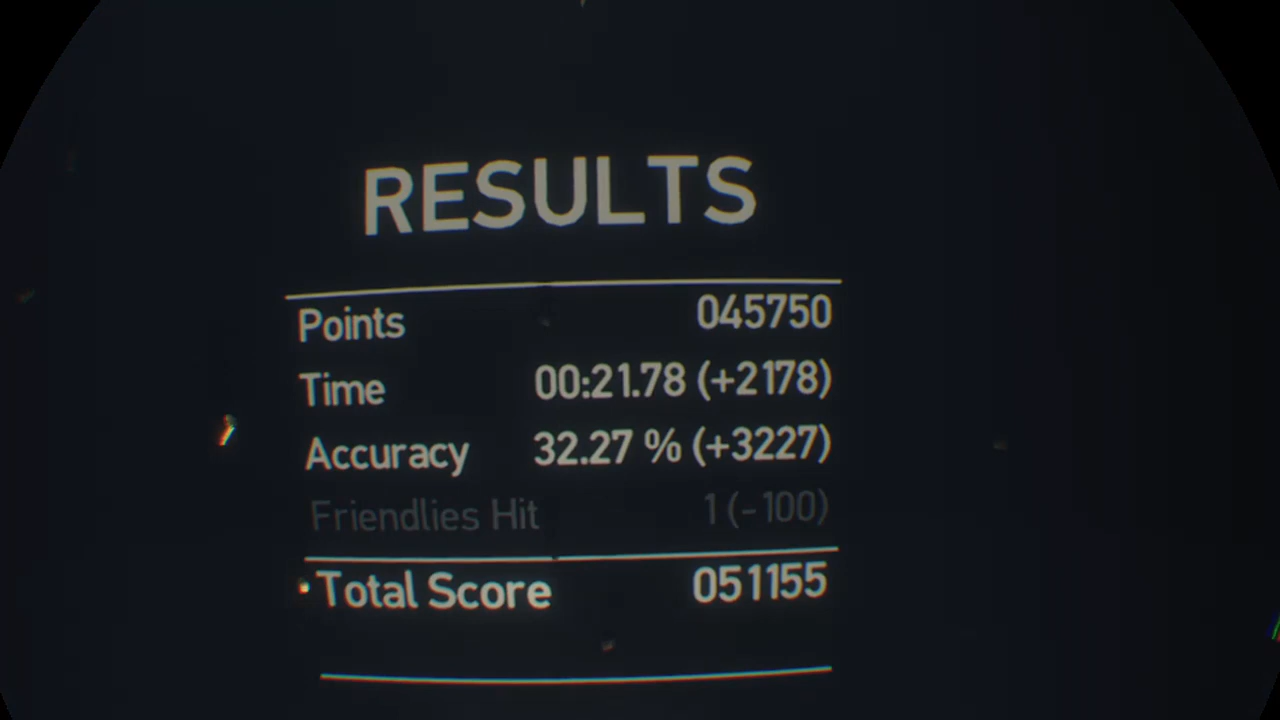 RESULTS
Points 045750
Time 00:21.78 (+2178)
Accuracy 32.27 % (+3227)
Friendlies Hit 1 (-100)
Total Score 051155